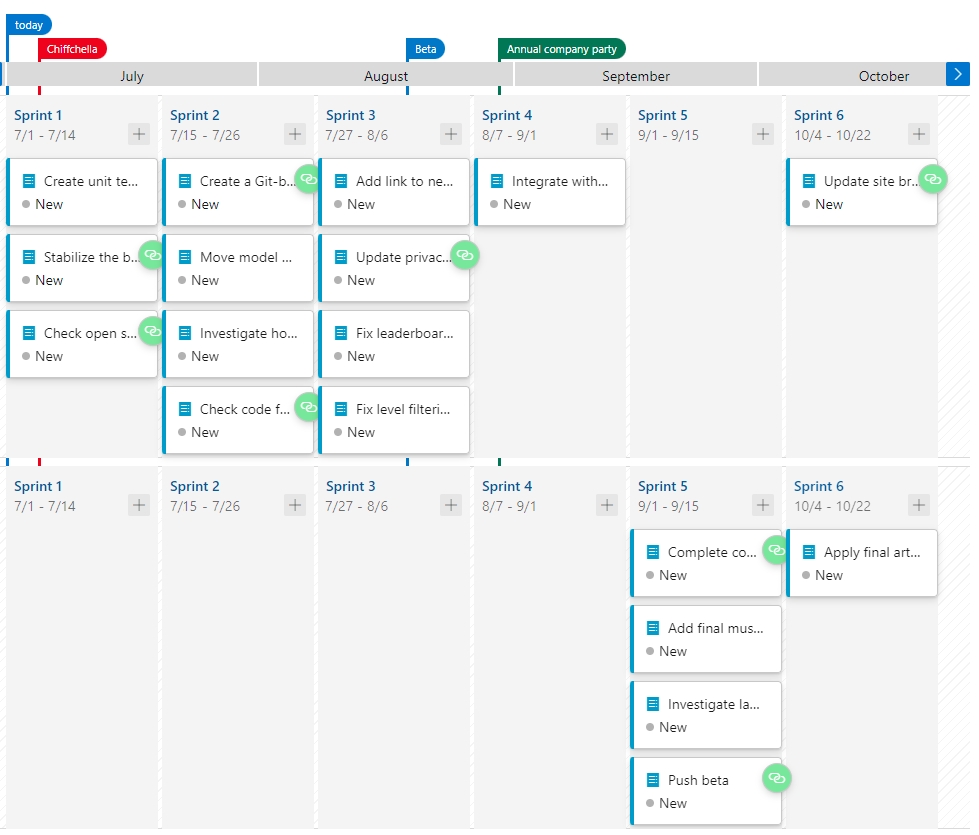 today
Chiffchella
Beta
Annual company party
July
August
September
October
Sprint 1
7/1 - 7/14
Sprint 2
7/15 - 7/26
Sprint 3
7/27 - 8/6
Sprint 4
8/7 - 9/1
Sprint 5
9/1 - 9/15
Sprint 6
10/4 - 10/22
Create unit te...
New
Create a Git-b...
New
Add link to ne...
New
Integrate with...
New
Update site br...
New
Stabilize the b...
New
Move model ...
New
Update privac...
New
Check open s...
New
Investigate ho...
New
Fix leaderboar...
New
Check code f...
New
Fix level filteri...
New
Sprint 1
7/1 - 7/14
Sprint 2
7/15 - 7/26
Sprint 3
7/27 - 8/6
Sprint 4
8/7 - 9/1
Sprint 5
9/1 - 9/15
Sprint 6
10/4 - 10/22
Complete co...
New
Apply final art...
New
Add final mus...
New
Investigate la...
New
Push beta
New